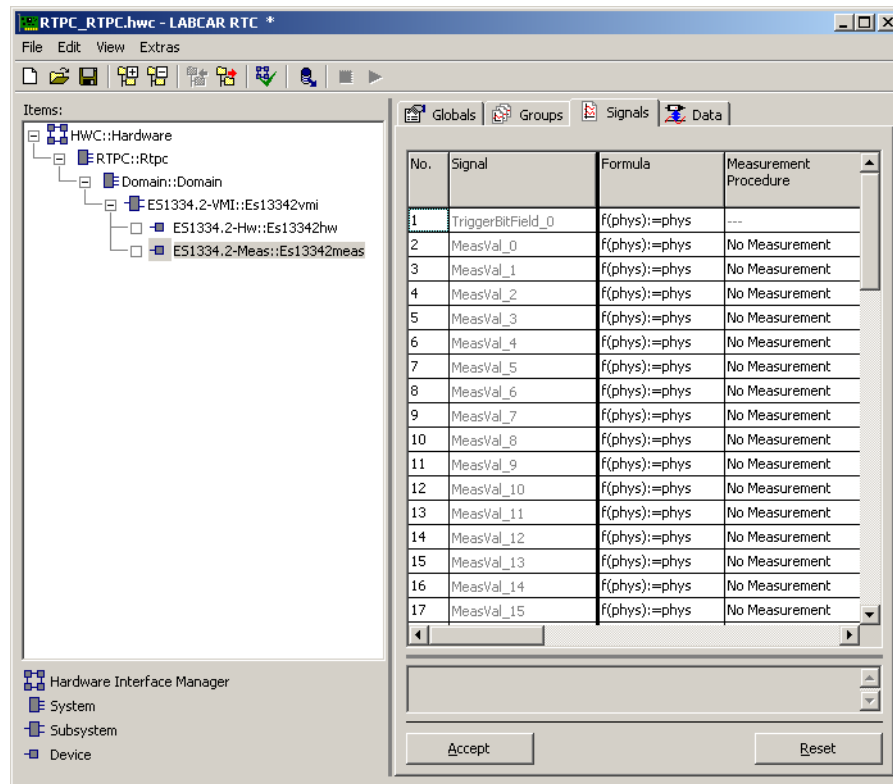 RTPC_RTPC.hwc - LABCAR RTC *
File Edit View Extras
Items:
HWC::Hardware
RTPC::Rtpc
Domain::Domain
ES1334.2-VMI::Es13342vmi
ES1334.2-Hw::Es13342hw
ES1334.2-Meas::Es13342meas
Hardware Interface Manager
System
Subsystem
Device
Globals Groups Signals Data
No. Signal Formula Measurement
Procedure
1 TriggerBitField_0 f(phys):=phys ---
2 MeasVal_0 f(phys):=phys No Measurement
3 MeasVal_1 f(phys):=phys No Measurement
4 MeasVal_2 f(phys):=phys No Measurement
5 MeasVal_3 f(phys):=phys No Measurement
6 MeasVal_4 f(phys):=phys No Measurement
7 MeasVal_5 f(phys):=phys No Measurement
8 MeasVal_6 f(phys):=phys No Measurement
9 MeasVal_7 f(phys):=phys No Measurement
10 MeasVal_8 f(phys):=phys No Measurement
11 MeasVal_9 f(phys):=phys No Measurement
12 MeasVal_10 f(phys):=phys No Measurement
13 MeasVal_11 f(phys):=phys No Measurement
14 MeasVal_12 f(phys):=phys No Measurement
15 MeasVal_13 f(phys):=phys No Measurement
16 MeasVal_14 f(phys):=phys No Measurement
17 MeasVal_15 f(phys):=phys No Measurement
Accept Reset